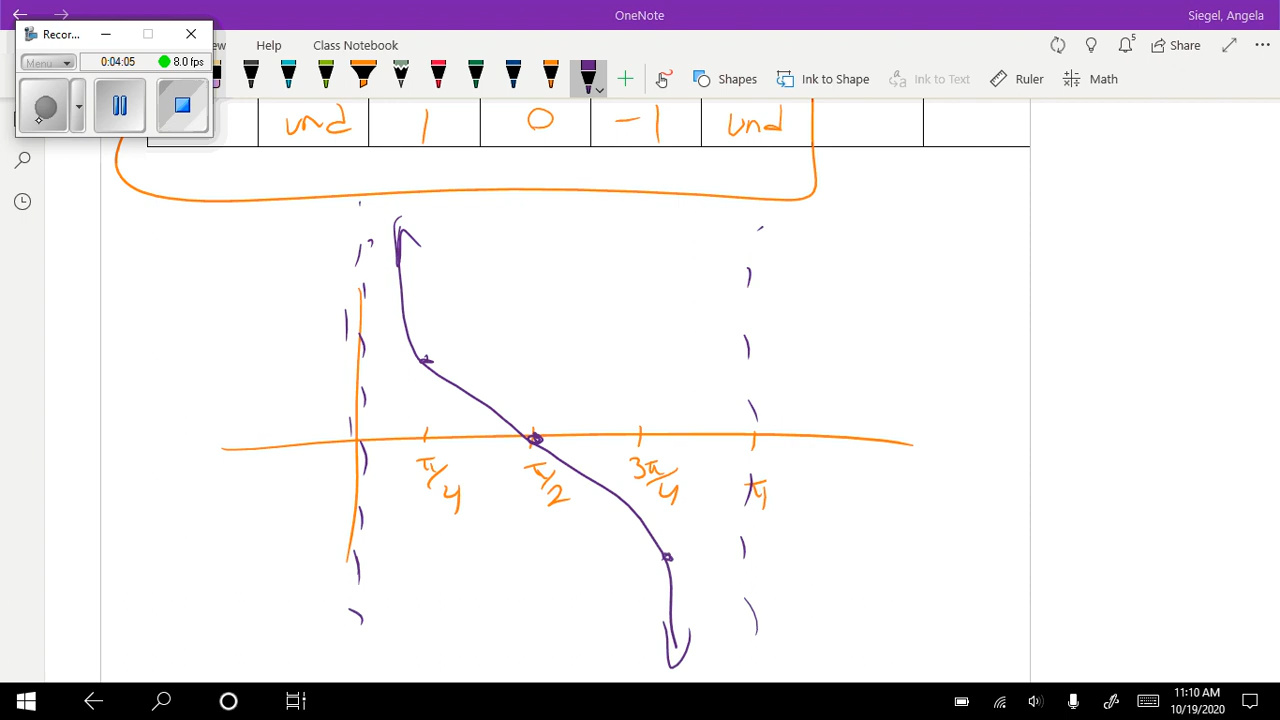 OneNote
Siegel, Angela
Recor...
ew Help Class Notebook
5 Share
Menu 0:04:05 8.0 fps
Shapes Ink to Shape Ink to Text Ruler Math
und 1 0 -1 und
π/4 π/2 3π/4 π
11:10 AM
10/19/2020